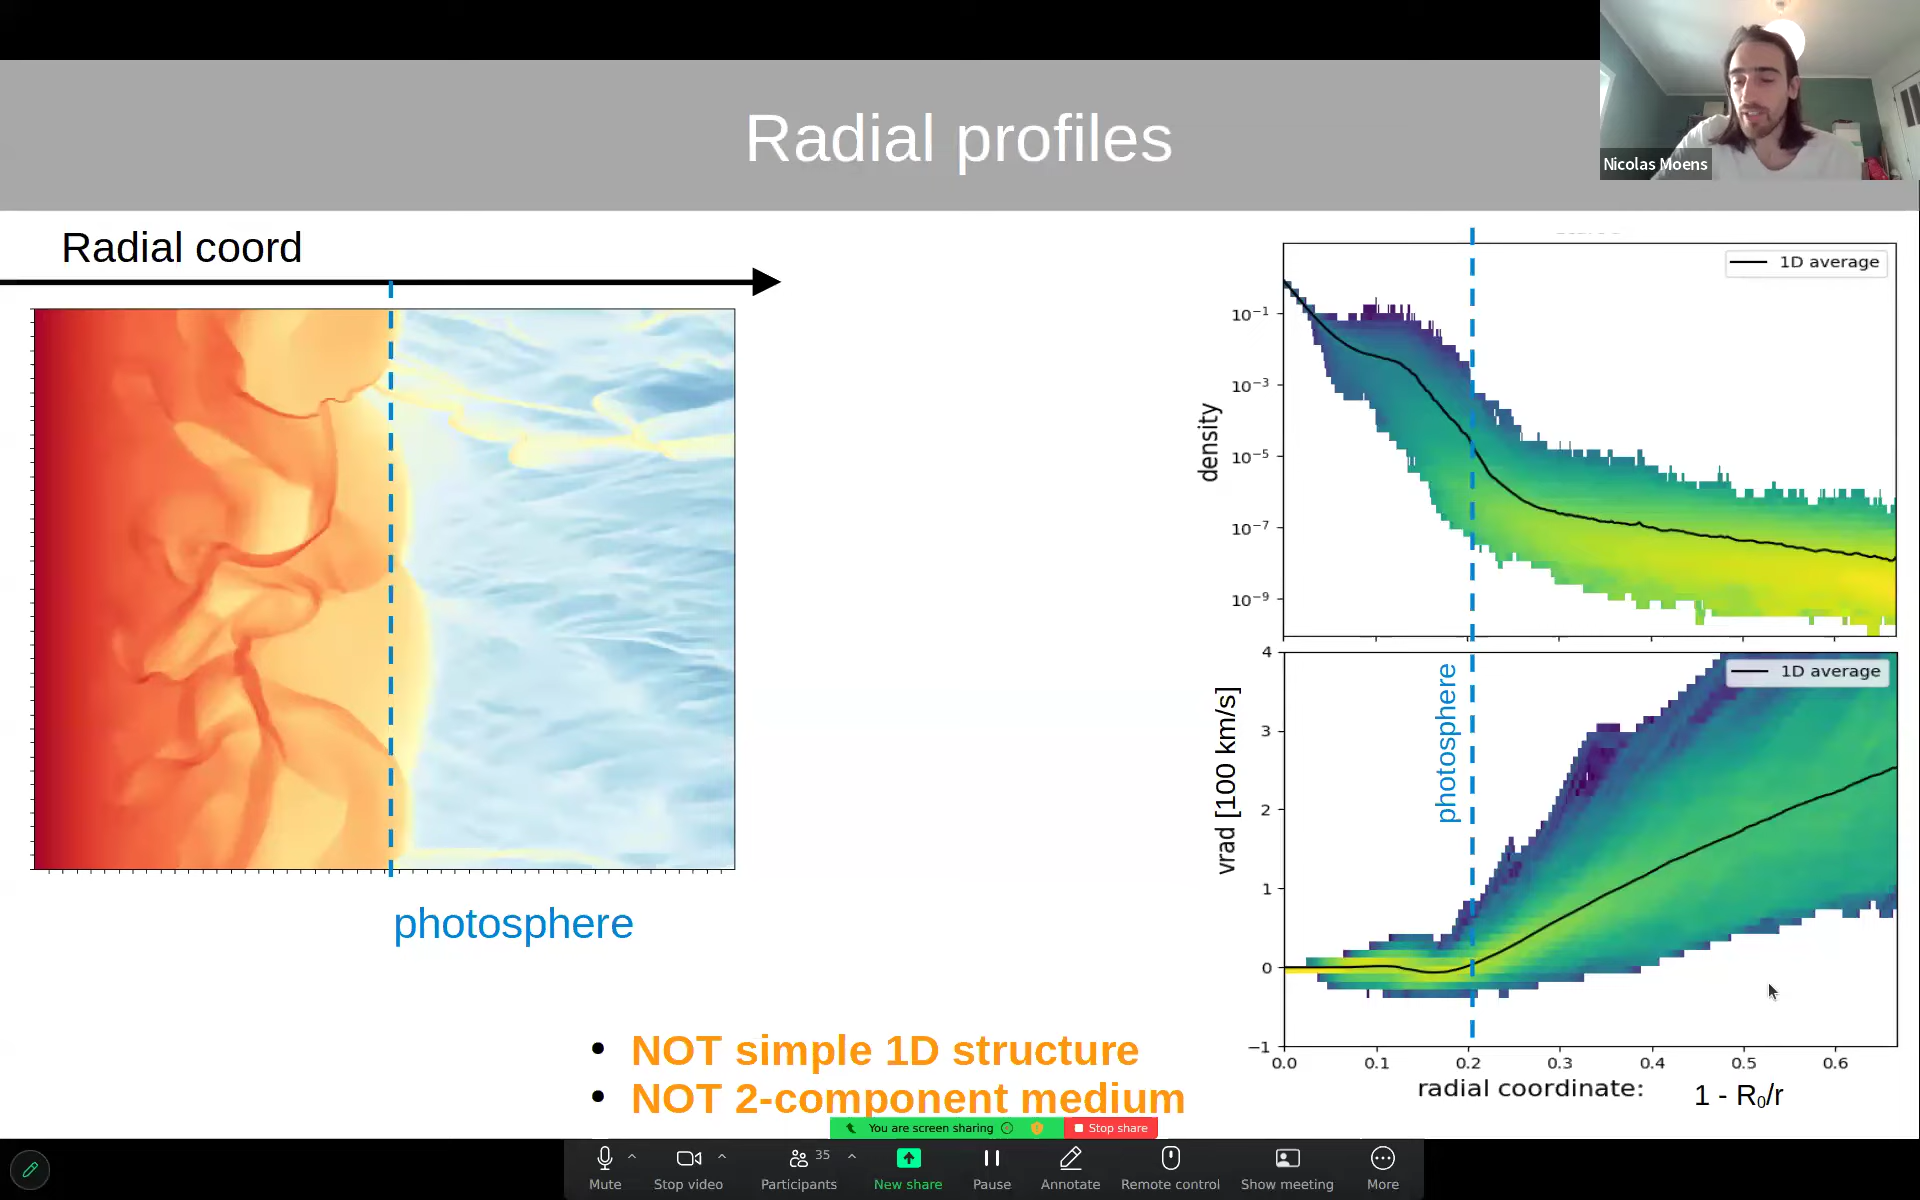 Radial profiles
Nicolas Moens
Radial coord
photosphere
1D average
10⁻¹
10⁻³
10⁻⁵
10⁻⁷
10⁻⁹
density
1D average
4
3
2
1
0
−1
vrad [100 km/s]
photosphere
0.0 0.1 0.2 0.3 0.4 0.5 0.6
radial coordinate: 1 - R₀/r
• NOT simple 1D structure
• NOT 2-component medium
You are screen sharing Stop share
35
Mute Stop video Participants New share Pause Annotate Remote control Show meeting More